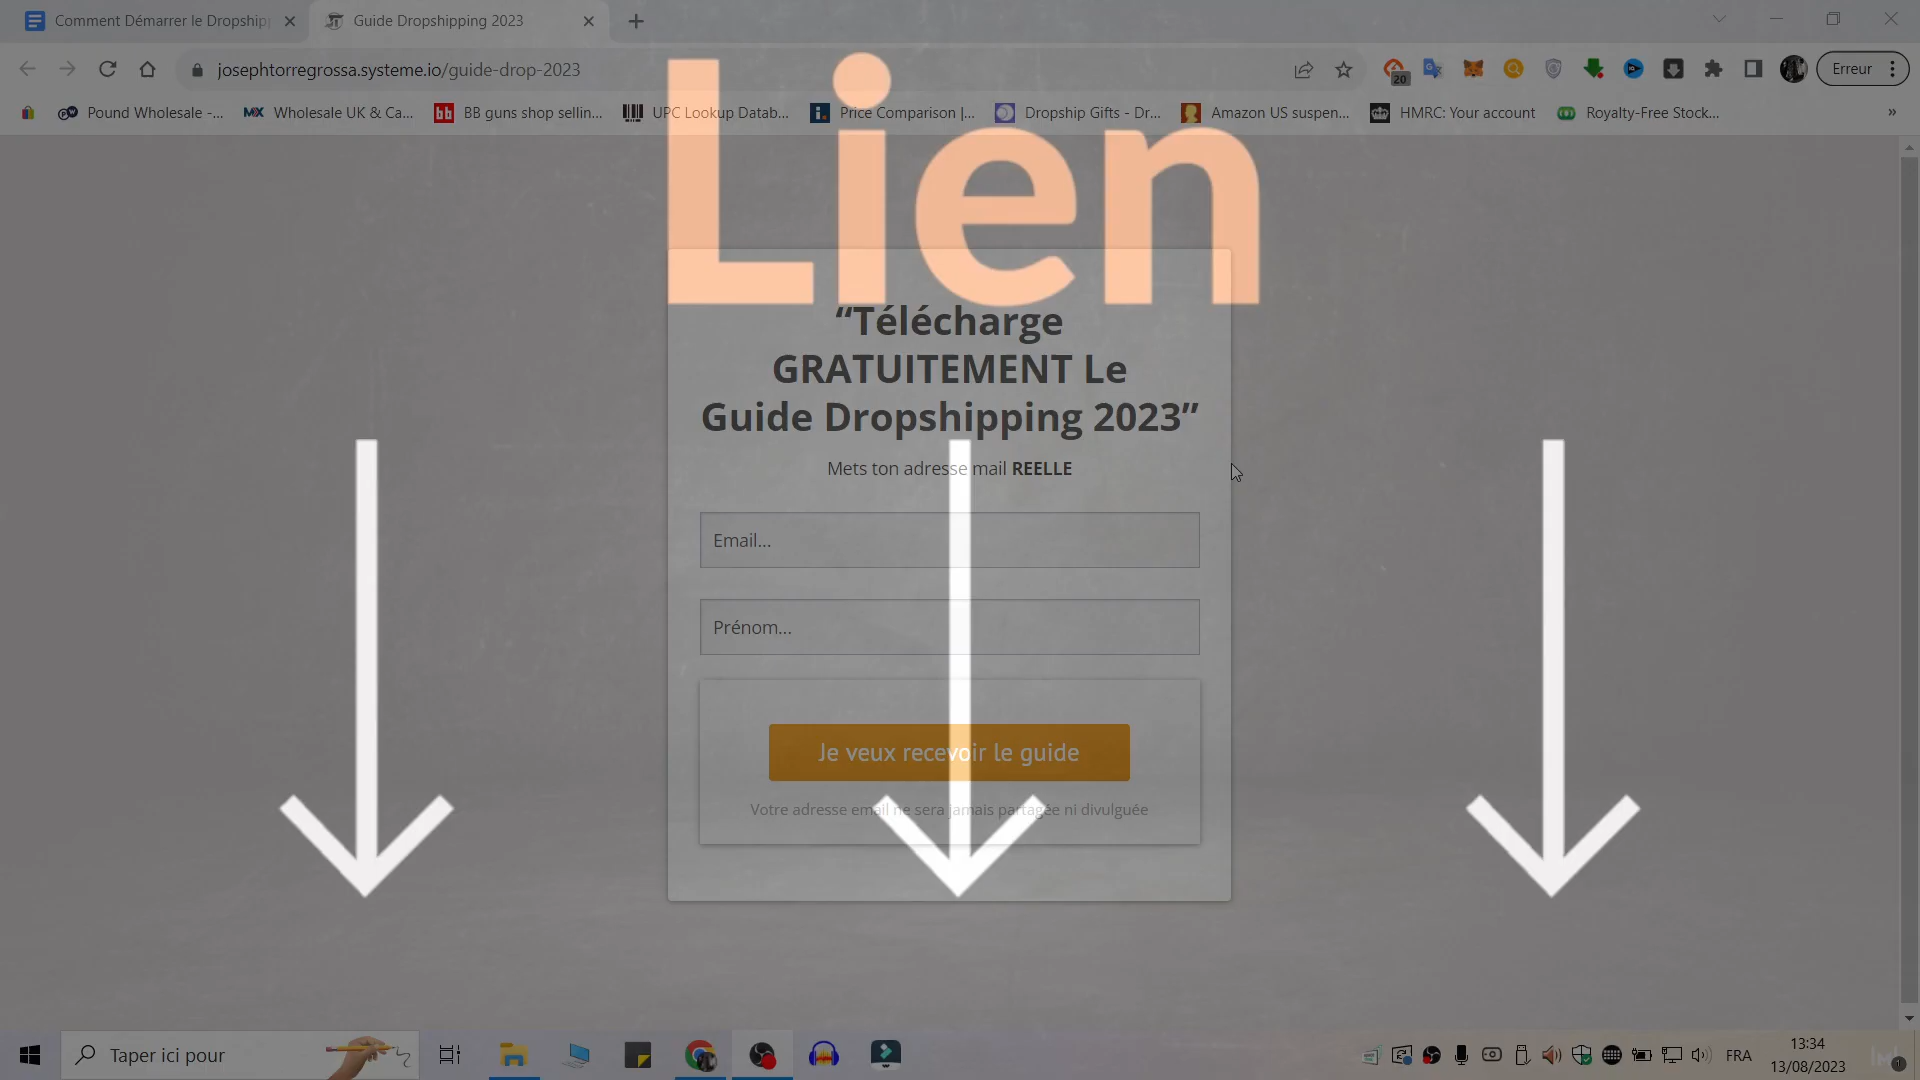 Comment Démarrer le Dropship
Guide Dropshipping 2023
josephtorregrossa.systeme.io/guide-drop-2023
20
Erreur
Pound Wholesale -...
Wholesale UK & Ca...
BB guns shop sellin...
UPC Lookup Datab...
Price Comparison |...
Dropship Gifts - Dr...
Amazon US suspen...
HMRC: Your account
Royalty-Free Stock...
»
Lien
“Télécharge
GRATUITEMENT Le
Guide Dropshipping 2023”
Mets ton adresse mail REELLE
Email...
Prénom...
Je veux recevoir le guide
Votre adresse email ne sera jamais partagée ni divulguée
Taper ici pour
FRA
13:34
13/08/2023